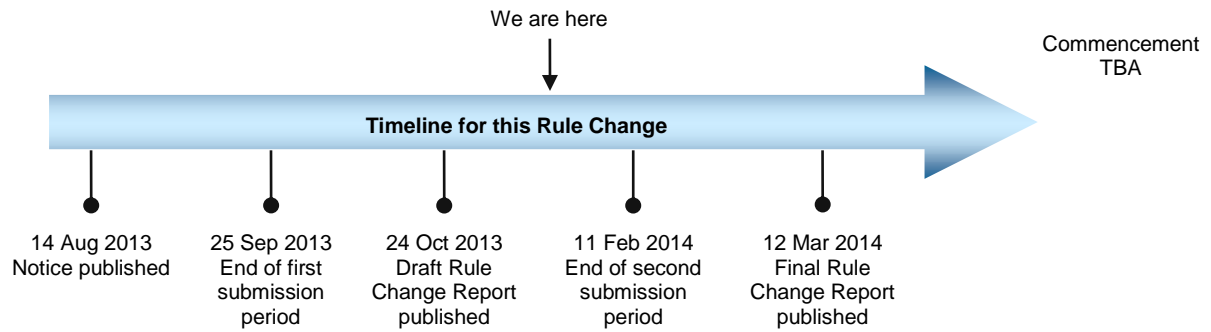 We are here
Commencement
TBA
Timeline for this Rule Change
14 Aug 2013
Notice published
25 Sep 2013
End of first
submission
period
24 Oct 2013
Draft Rule
Change Report
published
11 Feb 2014
End of second
submission
period
12 Mar 2014
Final Rule
Change Report
published